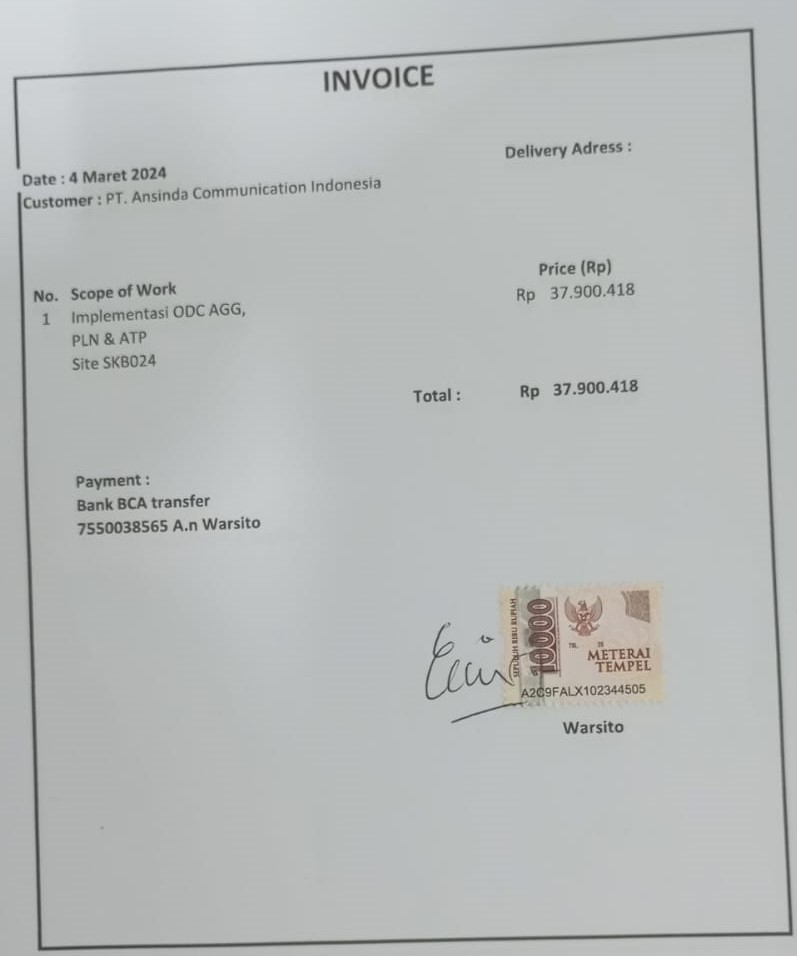 INVOICE
Delivery Adress :
Date : 4 Maret 2024
Customer : PT. Ansinda Communication Indonesia
No. Scope of Work Price (Rp)
1 Implementasi ODC AGG, Rp 37.900.418
PLN & ATP
Site SKB024
Total : Rp 37.900.418
Payment :
Bank BCA transfer
7550038565 A.n Warsito
SEPULUH RIBU RUPIAH
10000
TGL. 20
METERAI
TEMPEL
A2C9FALX102344505
Warsito